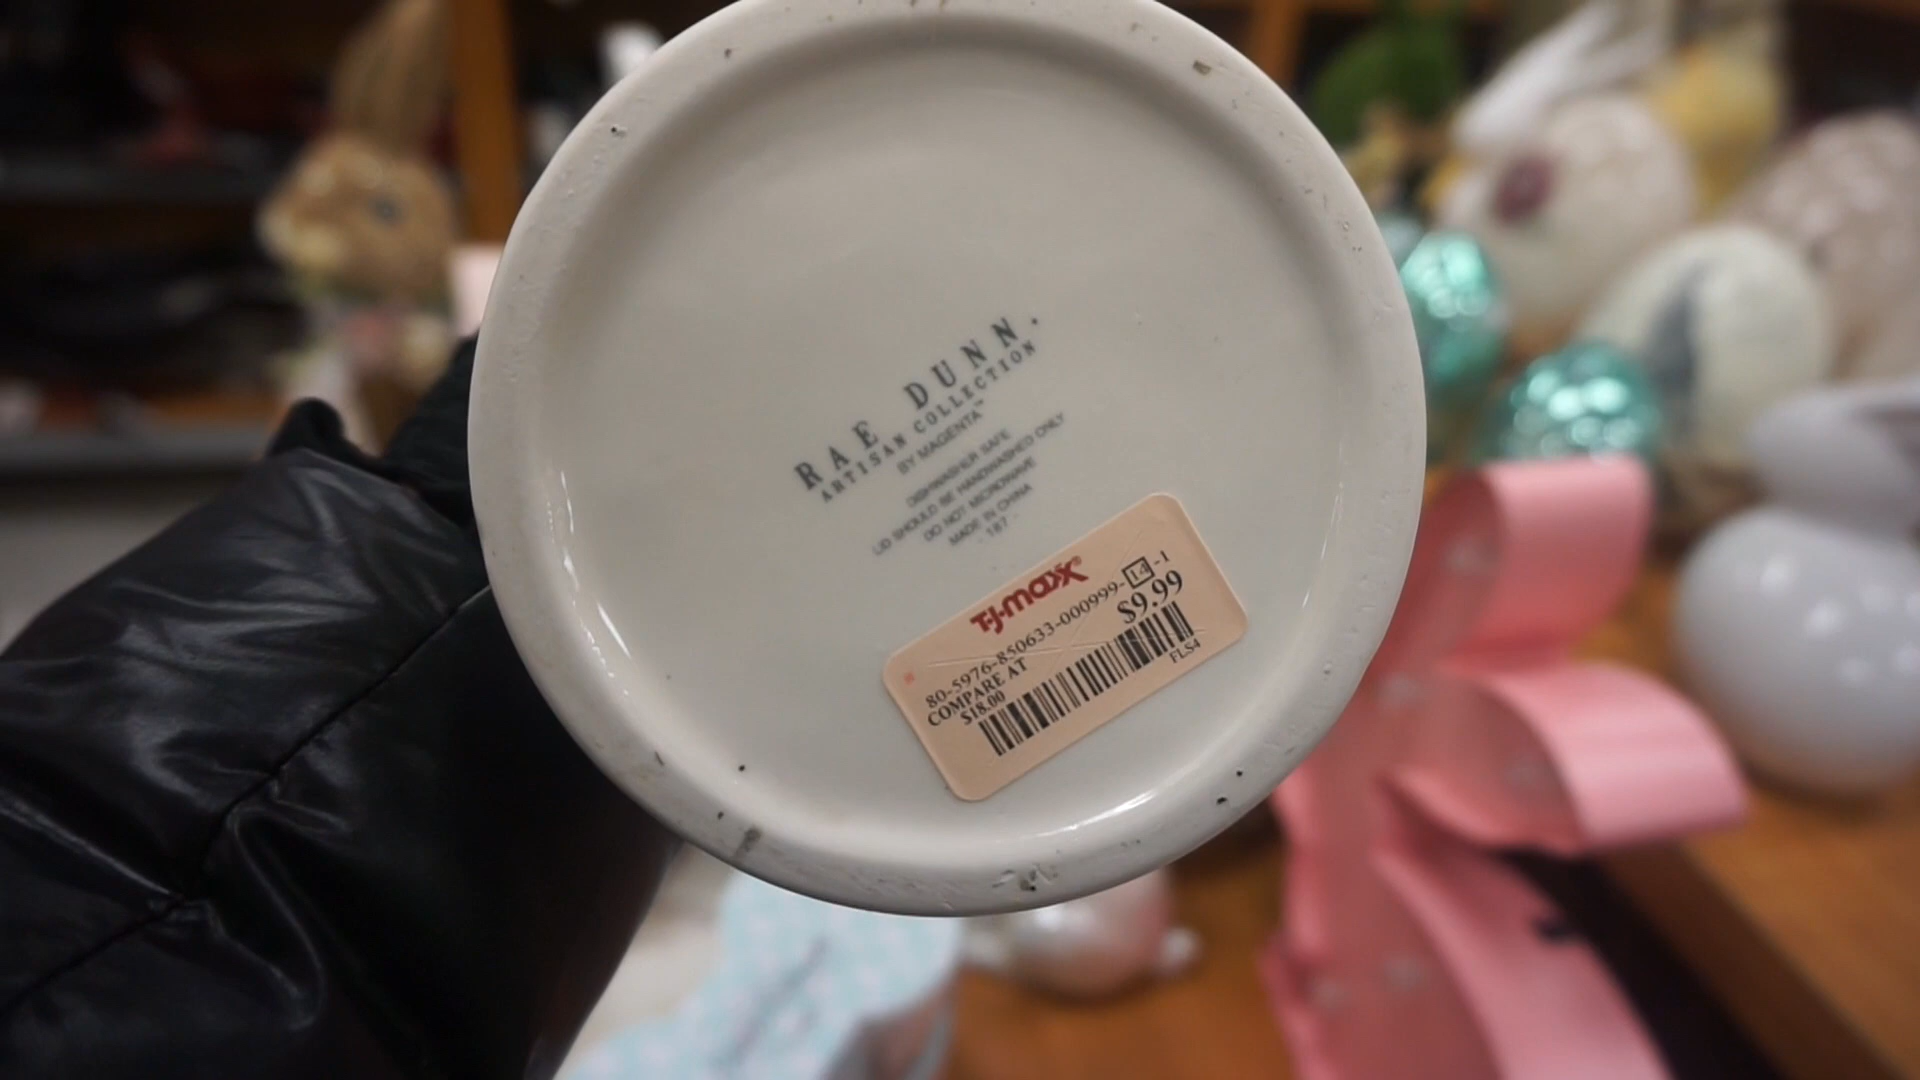 RAE DUNN.
ARTISAN COLLECTION
BY MAGENTA™
DISHWASHER SAFE
LID SHOULD BE HANDWASHED ONLY
DO NOT MICROWAVE
MADE IN CHINA
187
T·J·maxx®
80-5976-850633-000999-14-1
COMPARE AT
$18.00
$9.99
FLS4